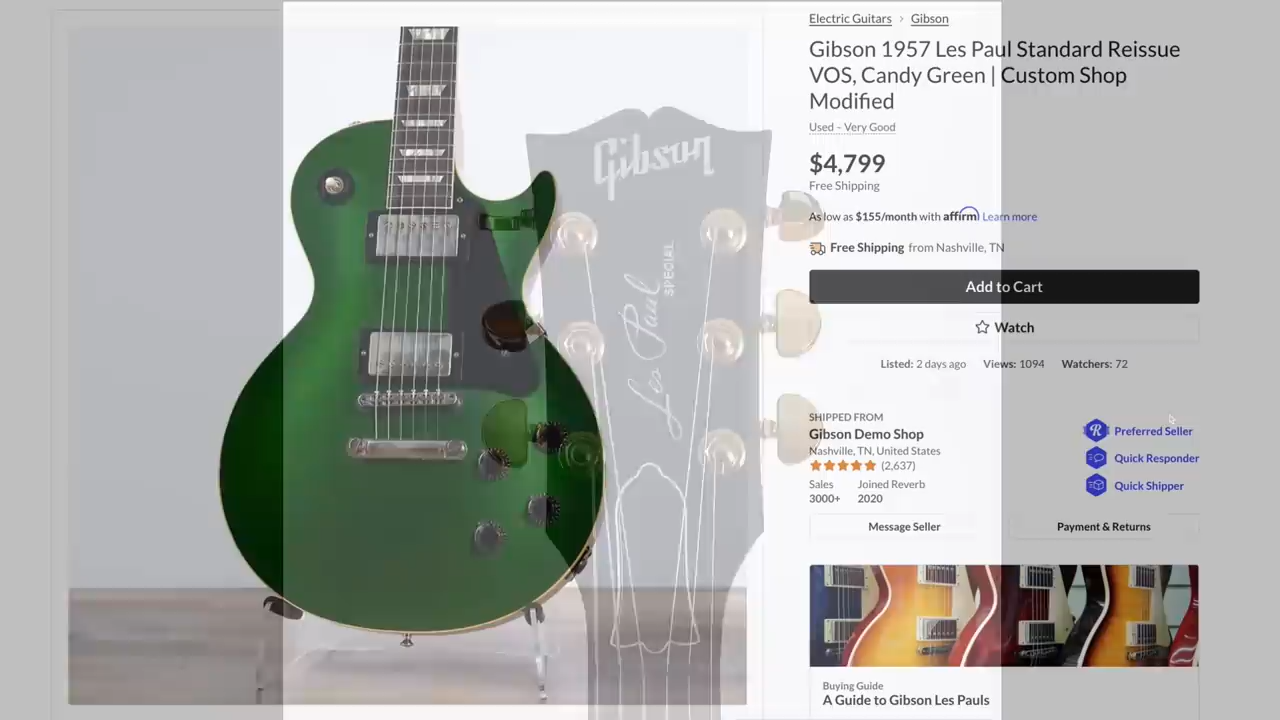 Electric Guitars > Gibson
Gibson 1957 Les Paul Standard Reissue
VOS, Candy Green | Custom Shop
Modified
Used – Very Good
$4,799
Free Shipping
As low as $155/month with affirm Learn more
Free Shipping from Nashville, TN
Add to Cart
Watch
Listed: 2 days ago Views: 1094 Watchers: 72
SHIPPED FROM
Gibson Demo Shop
Nashville, TN, United States
(2,637)
Sales Joined Reverb
3000+ 2020
R Preferred Seller
Quick Responder
Quick Shipper
Message Seller
Payment & Returns
Buying Guide
A Guide to Gibson Les Pauls
Gibson
Les Paul
SPECIAL